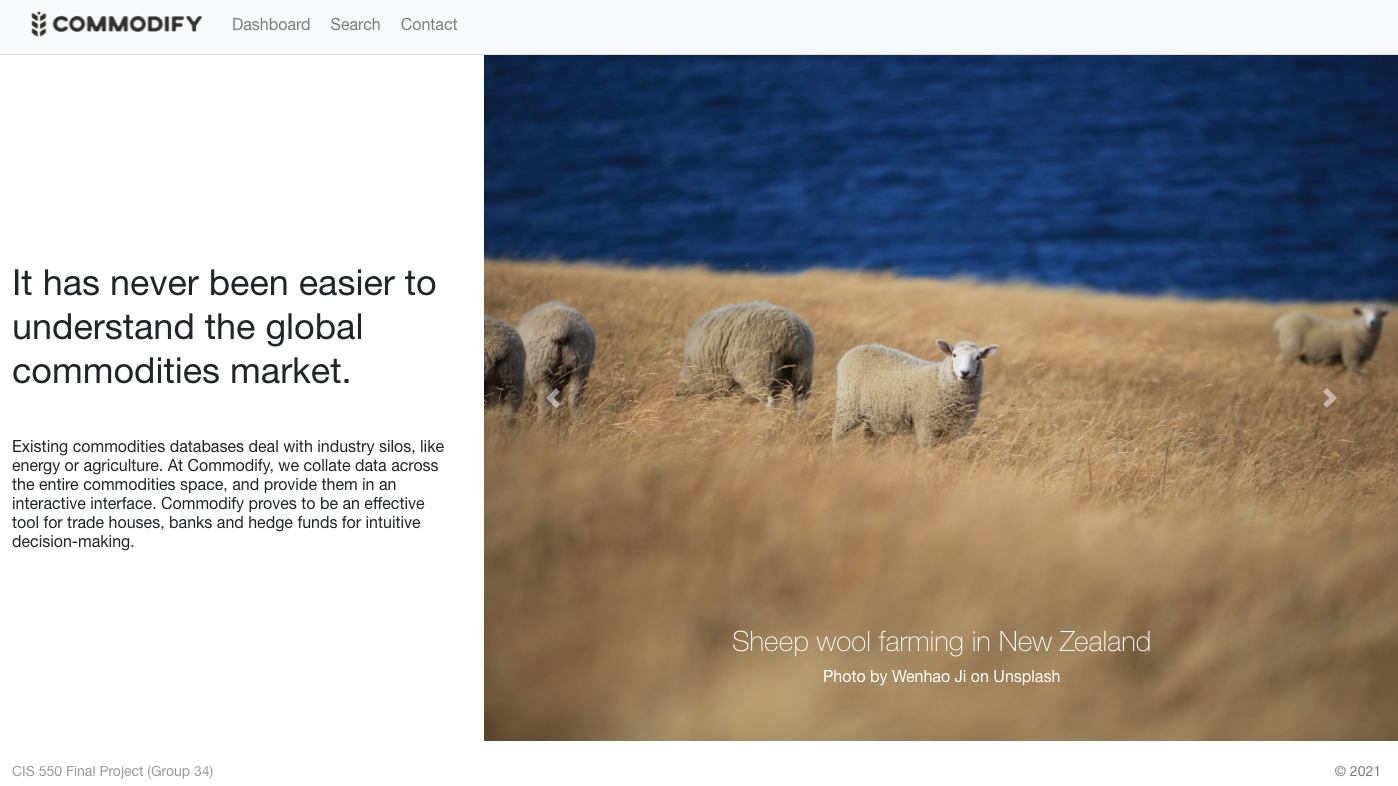 COMMODIFY Dashboard Search Contact
It has never been easier to
understand the global
commodities market.
Existing commodities databases deal with industry silos, like
energy or agriculture. At Commodify, we collate data across
the entire commodities space, and provide them in an
interactive interface. Commodify proves to be an effective
tool for trade houses, banks and hedge funds for intuitive
decision-making.
Sheep wool farming in New Zealand
Photo by Wenhao Ji on Unsplash
CIS 550 Final Project (Group 34)
© 2021